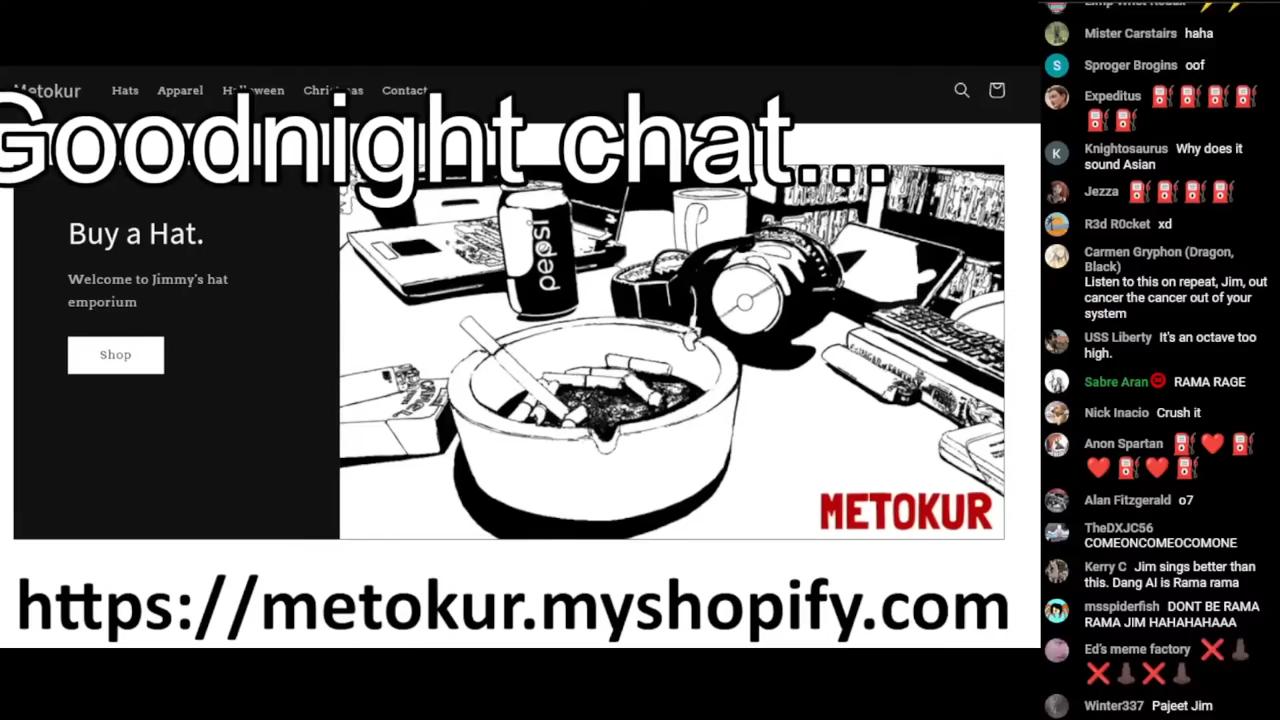 Metokur Hats Apparel Halloween Christmas Contact
Goodnight chat...
Buy a Hat.
Welcome to Jimmy's hat
emporium
Shop
pepsi
METOKUR
https://metokur.myshopify.com
Mister Carstairs haha
S Sproger Brogins oof
Expeditus ⛽⛽⛽⛽
⛽⛽
K Knightosaurus Why does it
sound Asian
Jezza ⛽⛽⛽⛽
R3d R0cket xd
Carmen Gryphon (Dragon,
Black)
Listen to this on repeat, Jim, out
cancer the cancer out of your
system
USS Liberty It's an octave too
high.
Sabre Aran RAMA RAGE
Nick Inacio Crush it
Anon Spartan ⛽❤️⛽
❤️⛽❤️⛽
Alan Fitzgerald o7
TheDXJC56
COMEONCOMEOCOMONE
Kerry C Jim sings better than
this. Dang AI is Rama rama
msspiderfish DONT BE RAMA
RAMA JIM HAHAHAHAAA
Ed's meme factory ❌👃🏿
❌👃🏿❌👃🏿
Winter337 Pajeet Jim